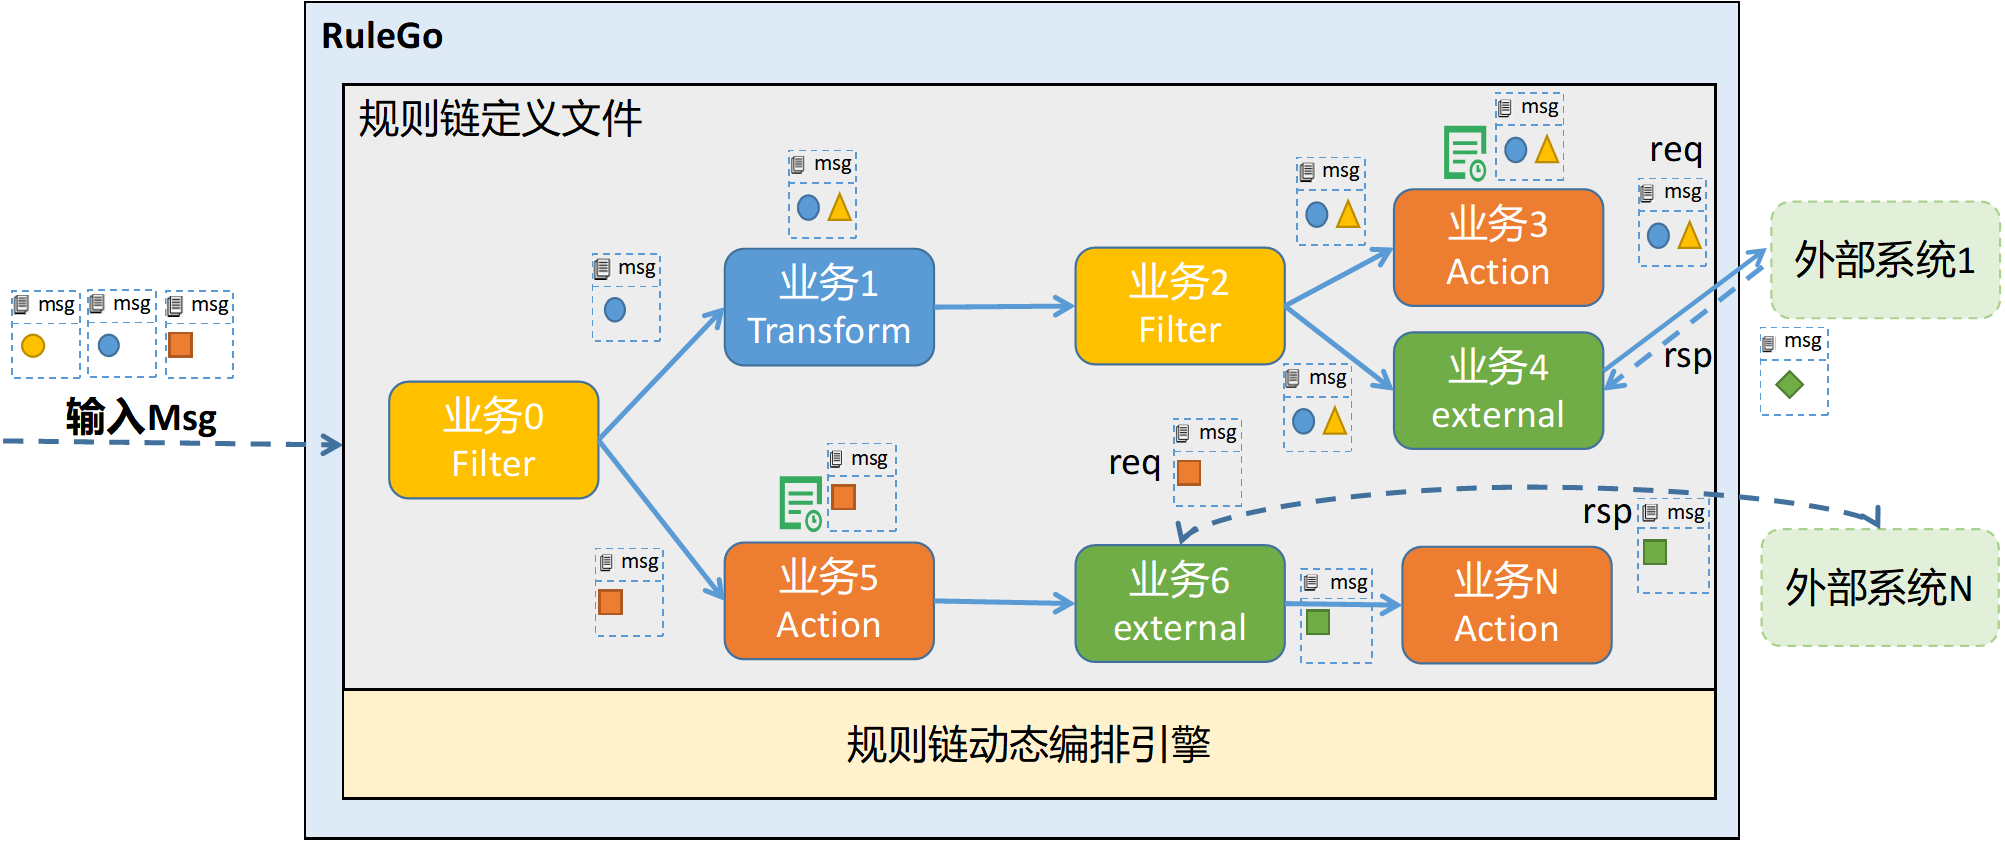 RuleGo
规则链定义文件
msg
msg
msg
输入Msg
业务0
Filter
msg
msg
业务1
Transform
业务2
Filter
msg
msg
业务3
Action
req
msg
外部系统1
msg
业务4
external
rsp
msg
msg
msg
业务5
Action
req
msg
业务6
external
msg
业务N
Action
rsp
msg
外部系统N
规则链动态编排引擎